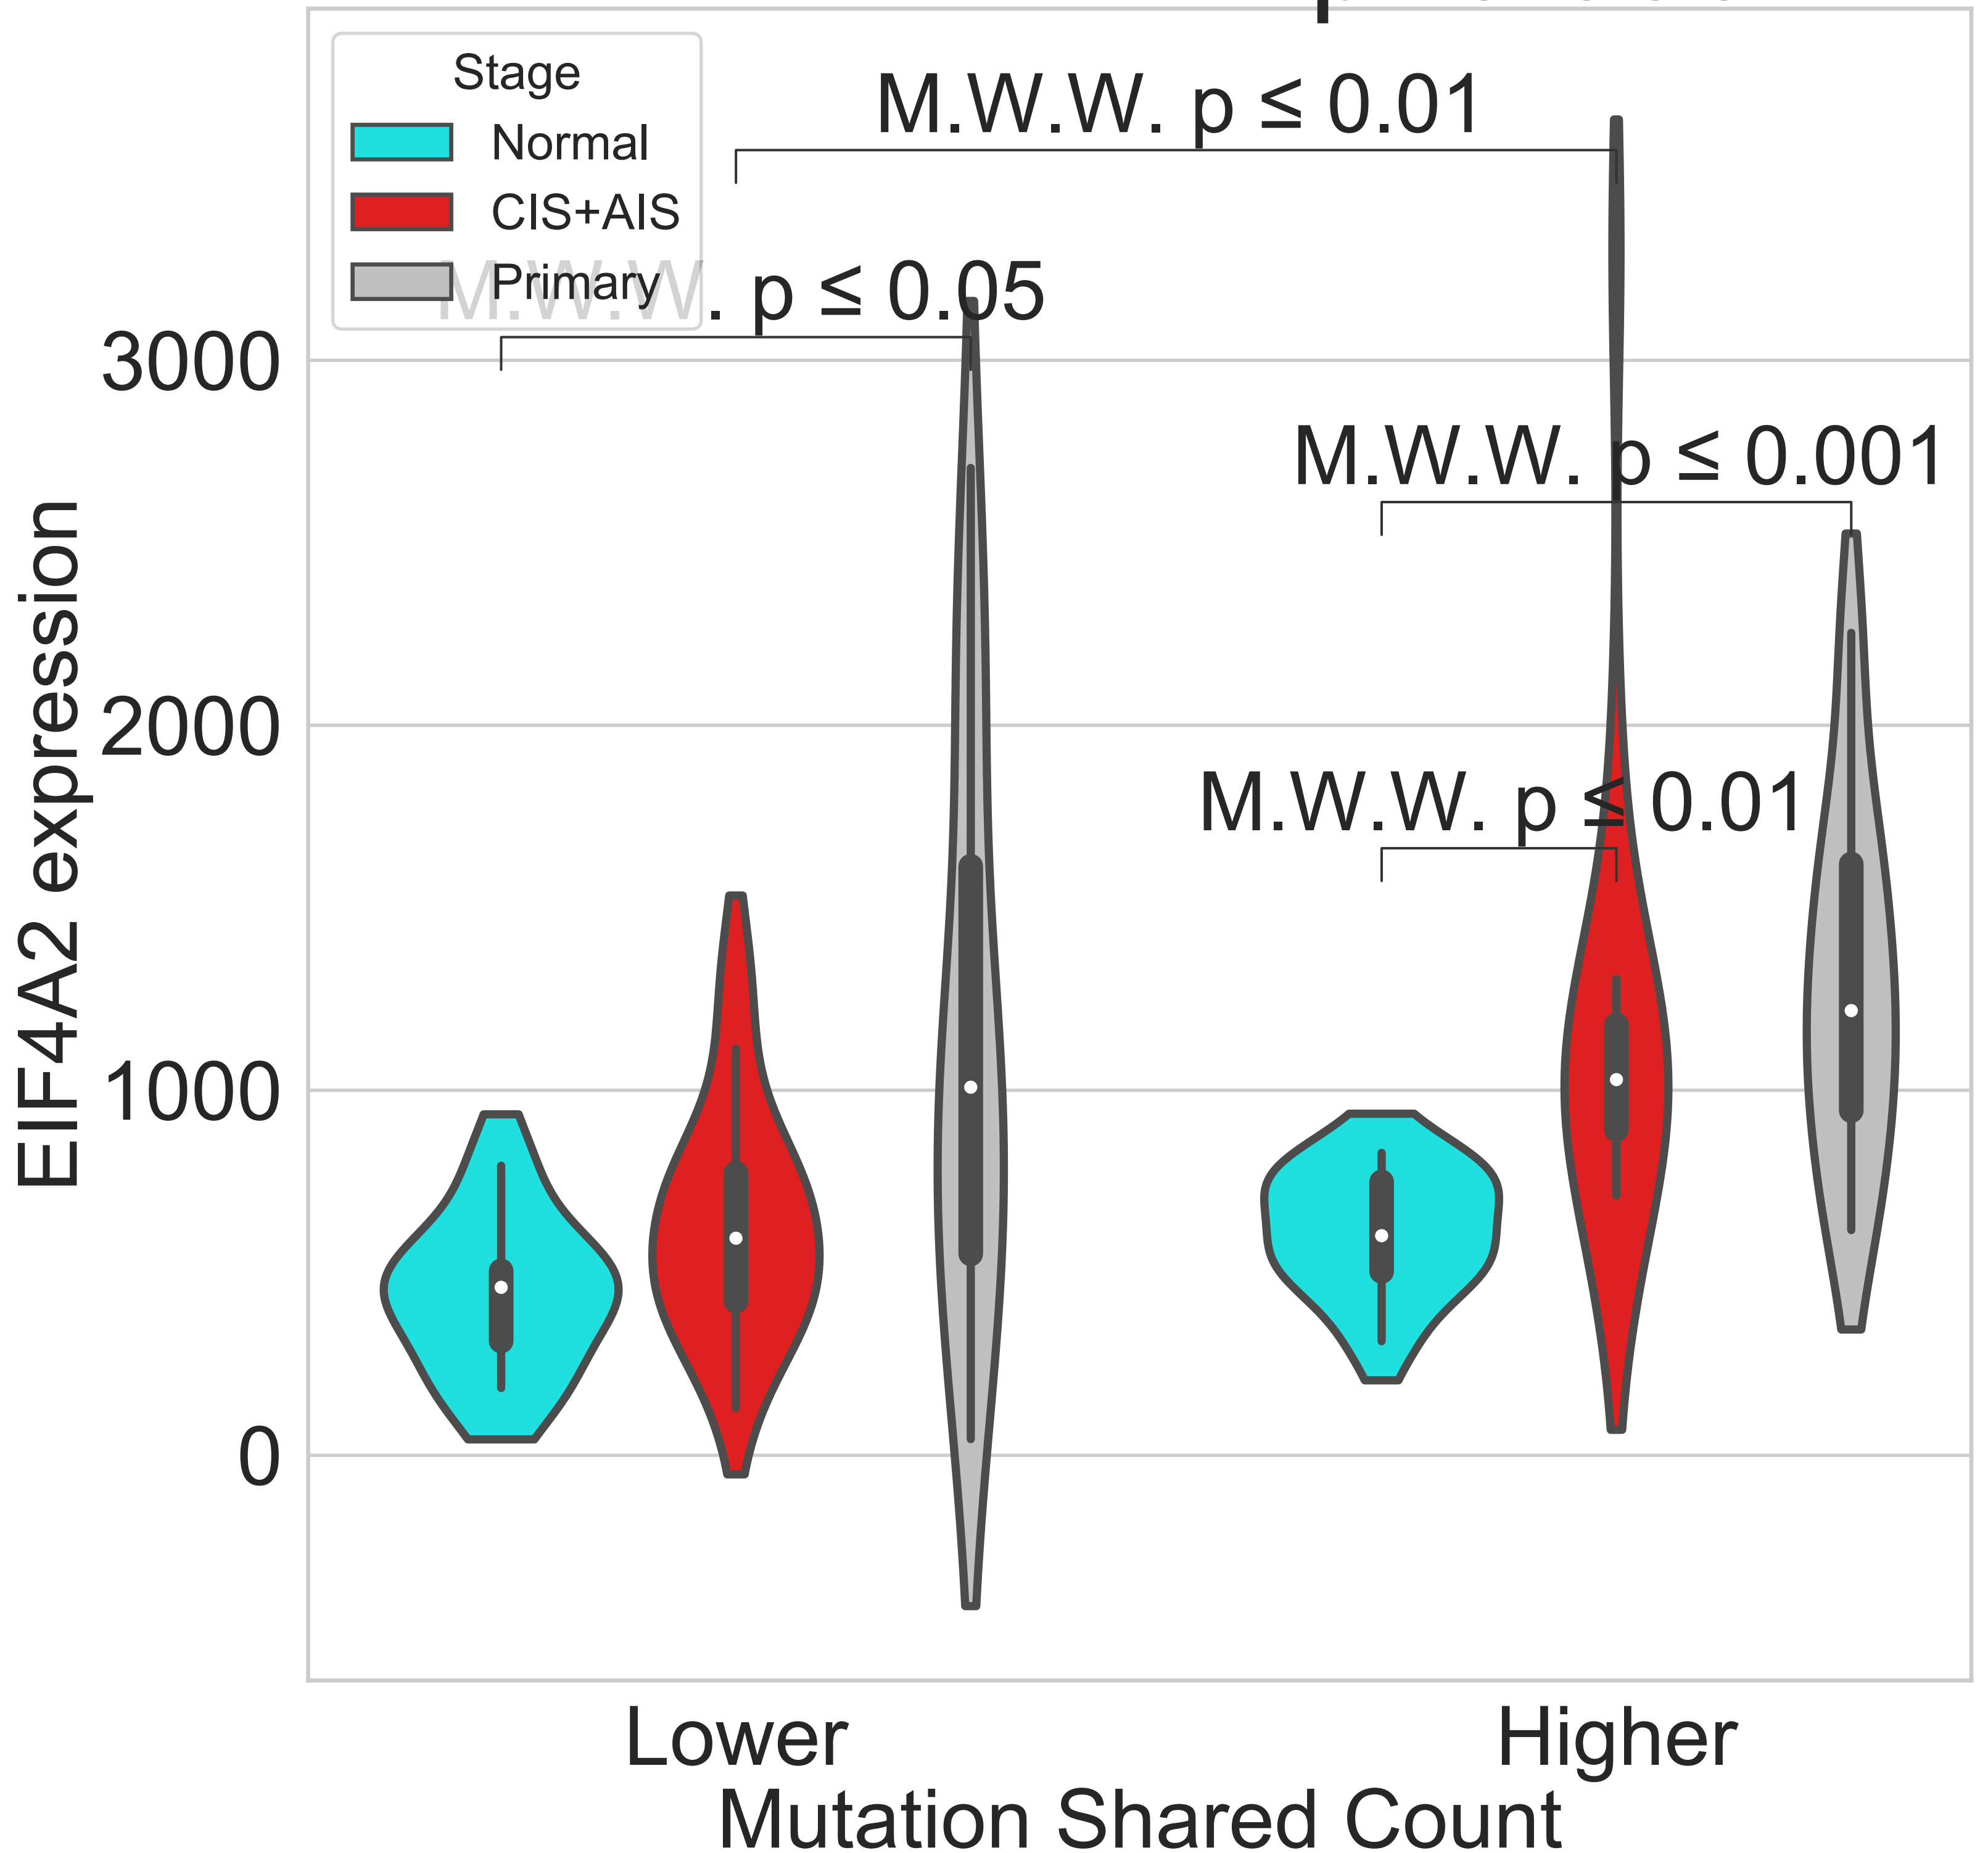 Stage
Normal
CIS+AIS
Primary
M.W.W. p ≤ 0.01
M.W.W. p ≤ 0.05
M.W.W. p ≤ 0.001
M.W.W. p ≤ 0.01
3000
2000
1000
0
EIF4A2 expression
Lower
Higher
Mutation Shared Count